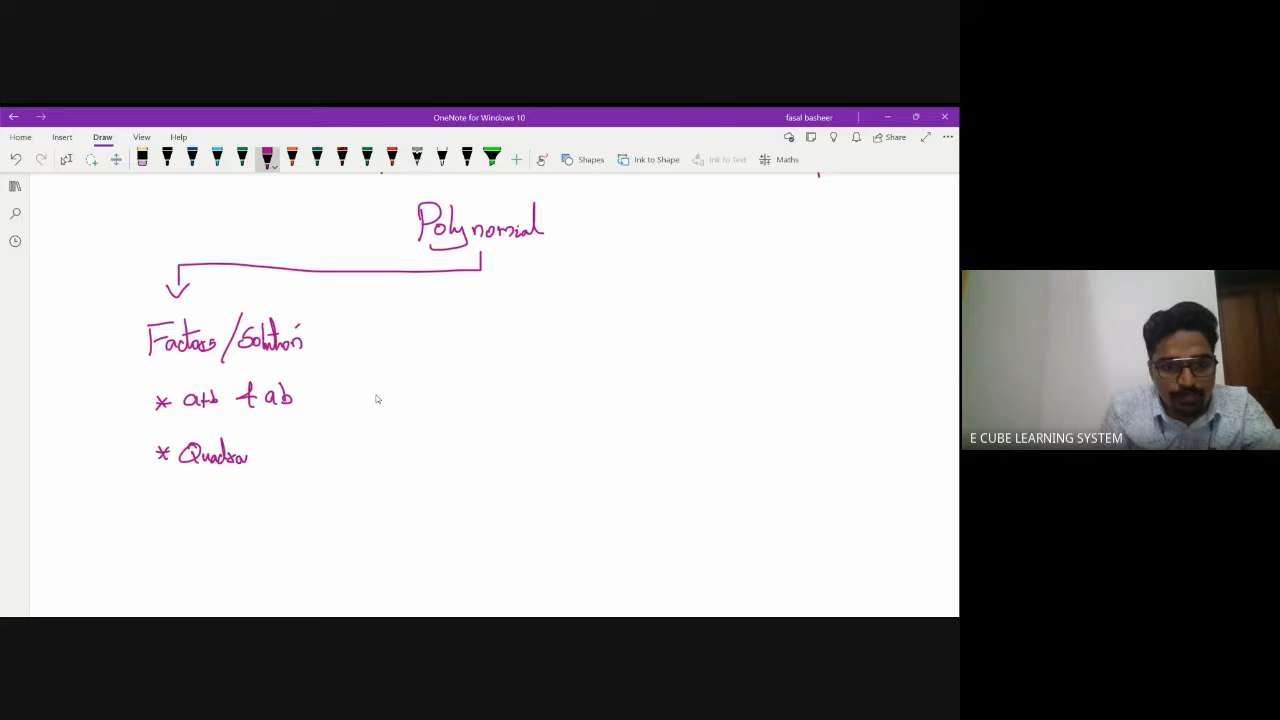 OneNote for Windows 10
fasal basheer
Home Insert Draw View Help
Share
Shapes Ink to Shape Ink to Text Maths
Polynomial
Factors/Solution
* a+b & ab
* Quadra
E CUBE LEARNING SYSTEM